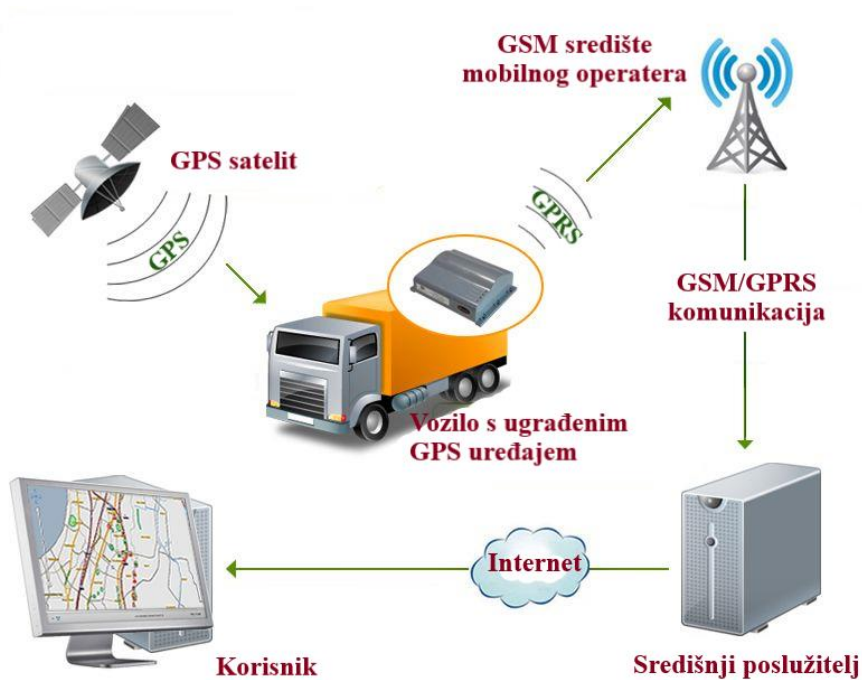 GSM središte
mobilnog operatera
GPS satelit
GPS
GPRS
GSM/GPRS
komunikacija
Vozilo s ugrađenim
GPS uređajem
Internet
Korisnik
Središnji poslužitelj